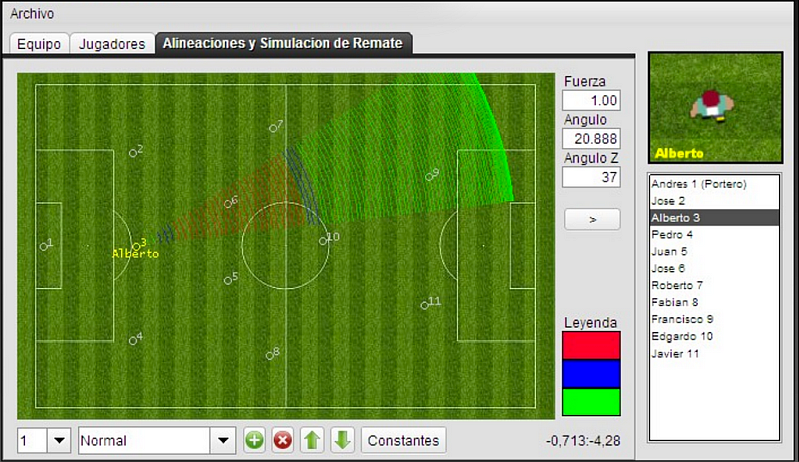 Archivo
Equipo Jugadores Alineaciones y Simulacion de Remate
Fuerza
1.00
Angulo
20.888
Angulo Z
37
>
Alberto
Andres 1 (Portero)
Jose 2
Alberto 3
Pedro 4
Juan 5
Jose 6
Roberto 7
Fabian 8
Francisco 9
Edgardo 10
Javier 11
7
2
9
6
10
1
3
Alberto
5
11
4
8
Leyenda
1 Normal Constantes -0,713:-4,28